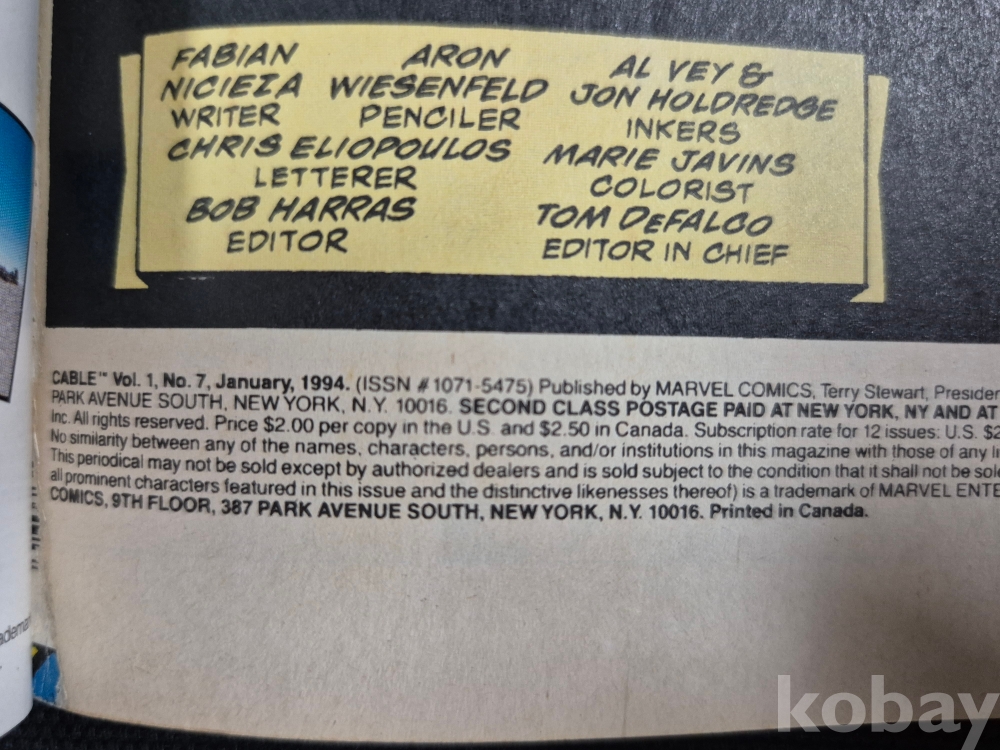 FABIAN NICIEZA
WRITER
ARON WIESENFELD
PENCILER
AL VEY &
JON HOLDREDGE
INKERS
CHRIS ELIOPOULOS
LETTERER
MARIE JAVINS
COLORIST
BOB HARRAS
EDITOR
TOM DEFALCO
EDITOR IN CHIEF
CABLE™ Vol. 1, No. 7, January, 1994. (ISSN #1071-5475) Published by MARVEL COMICS, Terry Stewart,
PARK AVENUE SOUTH, NEW YORK, N.Y. 10016. SECOND CLASS POSTAGE PAID AT NEW YORK, NY AND AT
Inc. All rights reserved. Price $2.00 per copy in the U.S. and $2.50 in Canada. Subscription rate for 12 issues: U.S.
No similarity between any of the names, characters, persons, and/or institutions in this magazine with those of any
This periodical may not be sold except by authorized dealers and is sold subject to the condition that it shall not be
all prominent characters featured in this issue and the distinctive likenesses thereof) is a trademark of MARVEL
COMICS, 9TH FLOOR, 387 PARK AVENUE SOUTH, NEW YORK, N.Y. 10016. Printed in Canada.
kobay